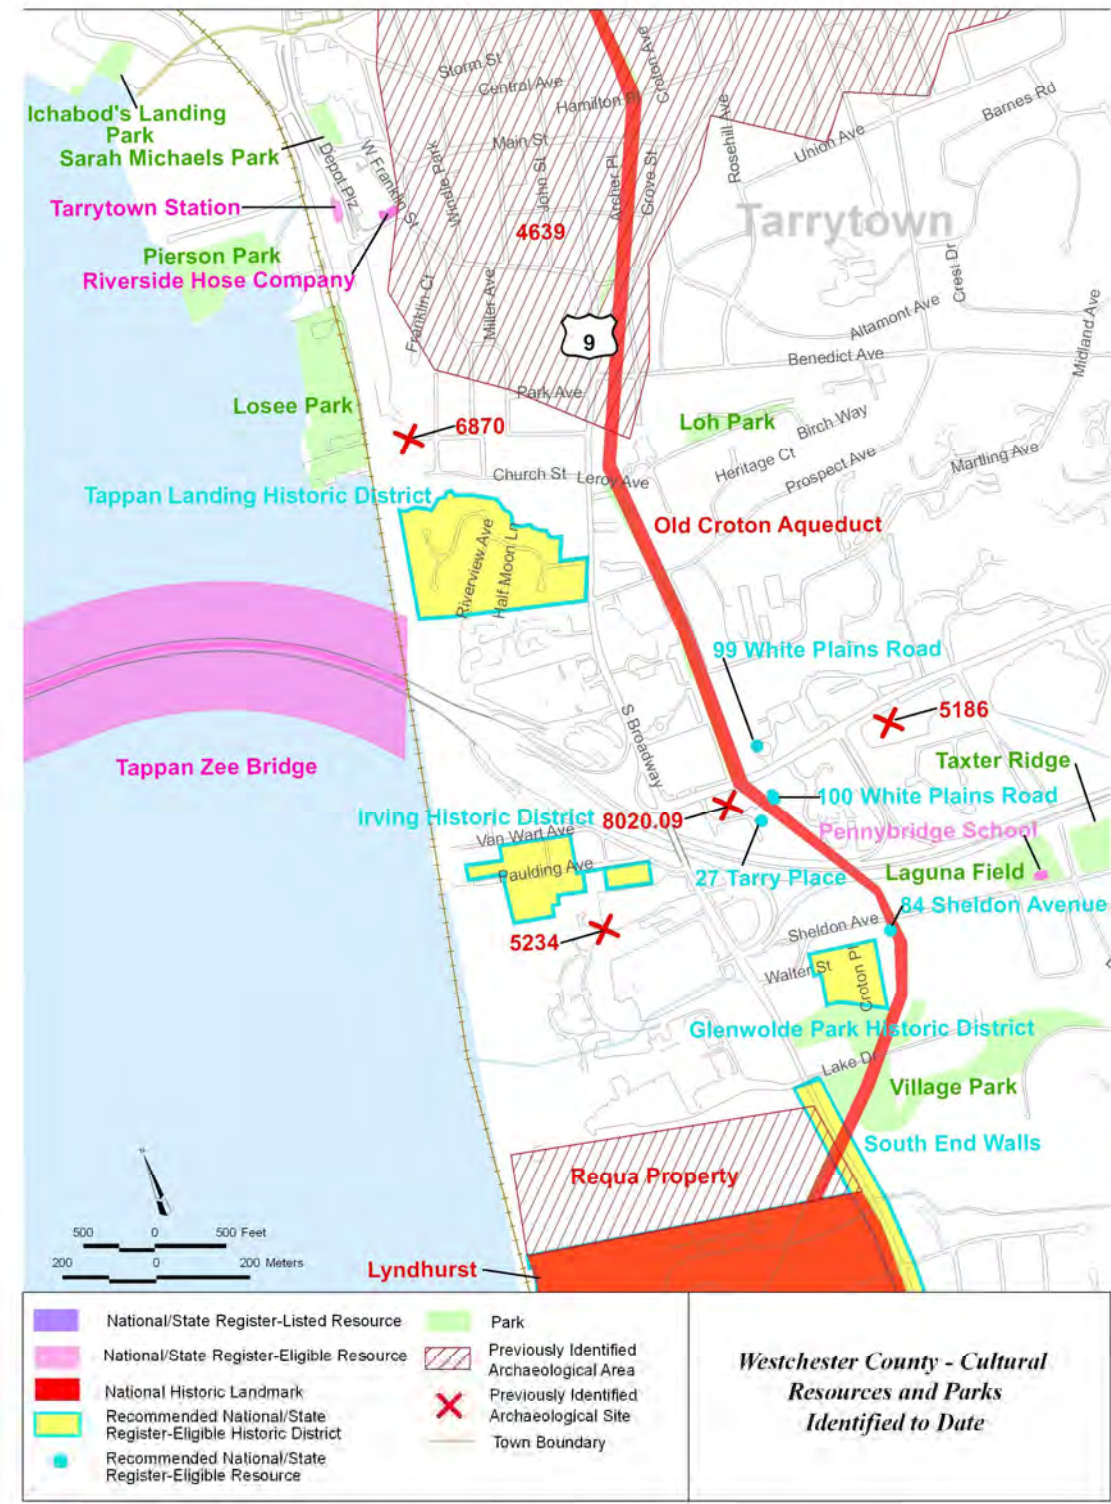 Storm St
Central Ave
Croton Ave
Hamilton Pl
Barnes Rd
Ichabod's Landing
Park
Sarah Michaels Park
Main St
Rosehill Ave
Union Ave
Depot Plz
W Franklin St
Windle Park
John St
Archer Pl
Grove St
Tarrytown Station
4639
Tarrytown
Pierson Park
Riverside Hose Company
Crest Dr
Franklin Ct
Miller Ave
9
Altamont Ave
Benedict Ave
Midland Ave
Park Ave
Losee Park
6870
Loh Park
Birch Way
Church St
Leroy Ave
Heritage Ct
Prospect Ave
Martling Ave
Tappan Landing Historic District
Riverview Ave
Half Moon Ln
Old Croton Aqueduct
99 White Plains Road
S Broadway
5186
Tappan Zee Bridge
Taxter Ridge
100 White Plains Road
Irving Historic District
8020.09
Pennybridge School
Van Wart Ave
Paulding Ave
27 Tarry Place
Laguna Field
84 Sheldon Avenue
5234
Sheldon Ave
Walter St
Croton Pl
Glenwolde Park Historic District
Lake Dr
Village Park
South End Walls
Requa Property
500 0 500 Feet
200 0 200 Meters
Lyndhurst
National/State Register-Listed Resource
National/State Register-Eligible Resource
National Historic Landmark
Recommended National/State
Register-Eligible Historic District
Recommended National/State
Register-Eligible Resource
Park
Previously Identified
Archaeological Area
Previously Identified
Archaeological Site
Town Boundary
Westchester County - Cultural
Resources and Parks
Identified to Date